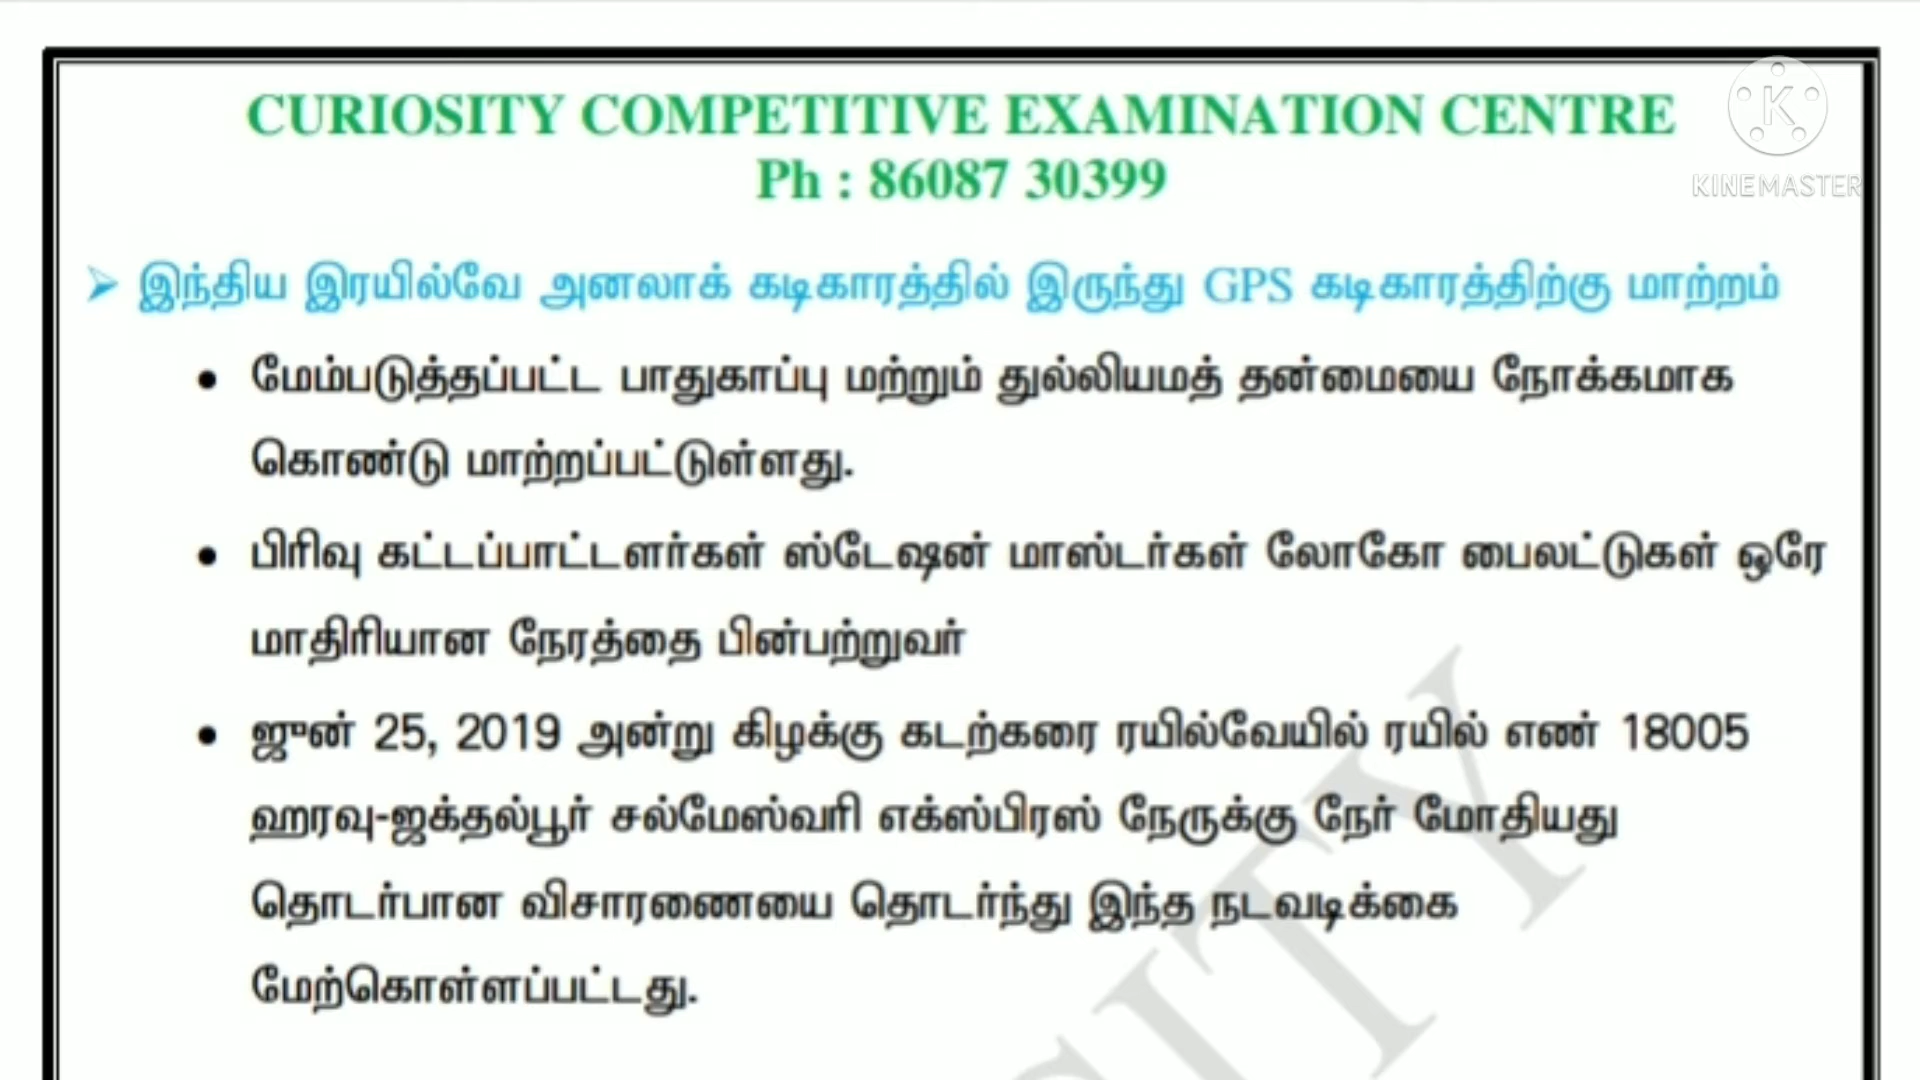 CURIOSITY COMPETITIVE EXAMINATION CENTRE
Ph : 86087 30399
K
KINEMASTER
➢ இந்திய இரயில்வே அனலாக் கடிகாரத்தில் இருந்து GPS கடிகாரத்திற்கு மாற்றம்
• மேம்படுத்தப்பட்ட பாதுகாப்பு மற்றும் துல்லியமத் தன்மையை நோக்கமாக
கொண்டு மாற்றப்பட்டுள்ளது.
• பிரிவு கட்டப்பாட்டளர்கள் ஸ்டேஷன் மாஸ்டர்கள் லோகோ பைலட்டுகள் ஒரே
மாதிரியான நேரத்தை பின்பற்றுவர்
• ஜுன் 25, 2019 அன்று கிழக்கு கடற்கரை ரயில்வேயில் ரயில் எண் 18005
ஹரவு-ஜக்தல்பூர் சல்மேஸ்வரி எக்ஸ்பிரஸ் நேருக்கு நேர் மோதியது
தொடர்பான விசாரணையை தொடர்ந்து இந்த நடவடிக்கை
மேற்கொள்ளப்பட்டது.
SITY